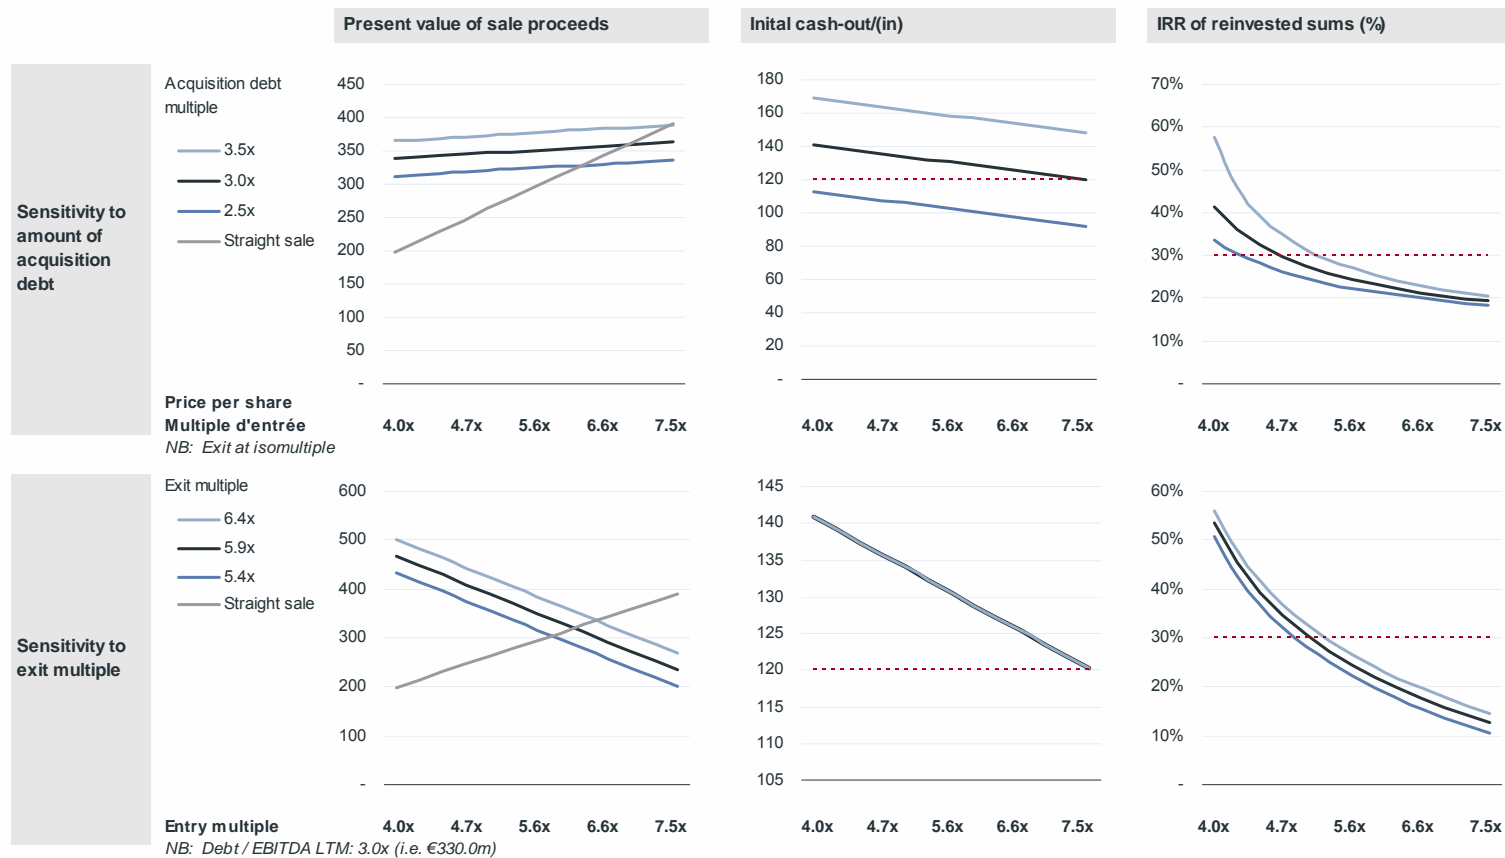 Present value of sale proceeds
Inital cash-out/(in)
IRR of reinvested sums (%)
Sensitivity to
amount of
acquisition
debt
Acquisition debt
multiple
3.5x
3.0x
2.5x
Straight sale
450
400
350
300
250
200
150
100
50
-
180
160
140
120
100
80
60
40
20
-
70%
60%
50%
40%
30%
20%
10%
-
Price per share
Multiple d'entrée
4.0x 4.7x 5.6x 6.6x 7.5x
4.0x 4.7x 5.6x 6.6x 7.5x
4.0x 4.7x 5.6x 6.6x 7.5x
NB: Exit at isomultiple
Sensitivity to
exit multiple
Exit multiple
6.4x
5.9x
5.4x
Straight sale
600
500
400
300
200
100
-
145
140
135
130
125
120
115
110
105
60%
50%
40%
30%
20%
10%
-
Entry multiple
4.0x 4.7x 5.6x 6.6x 7.5x
4.0x 4.7x 5.6x 6.6x 7.5x
4.0x 4.7x 5.6x 6.6x 7.5x
NB: Debt / EBITDA LTM: 3.0x (i.e. €330.0m)